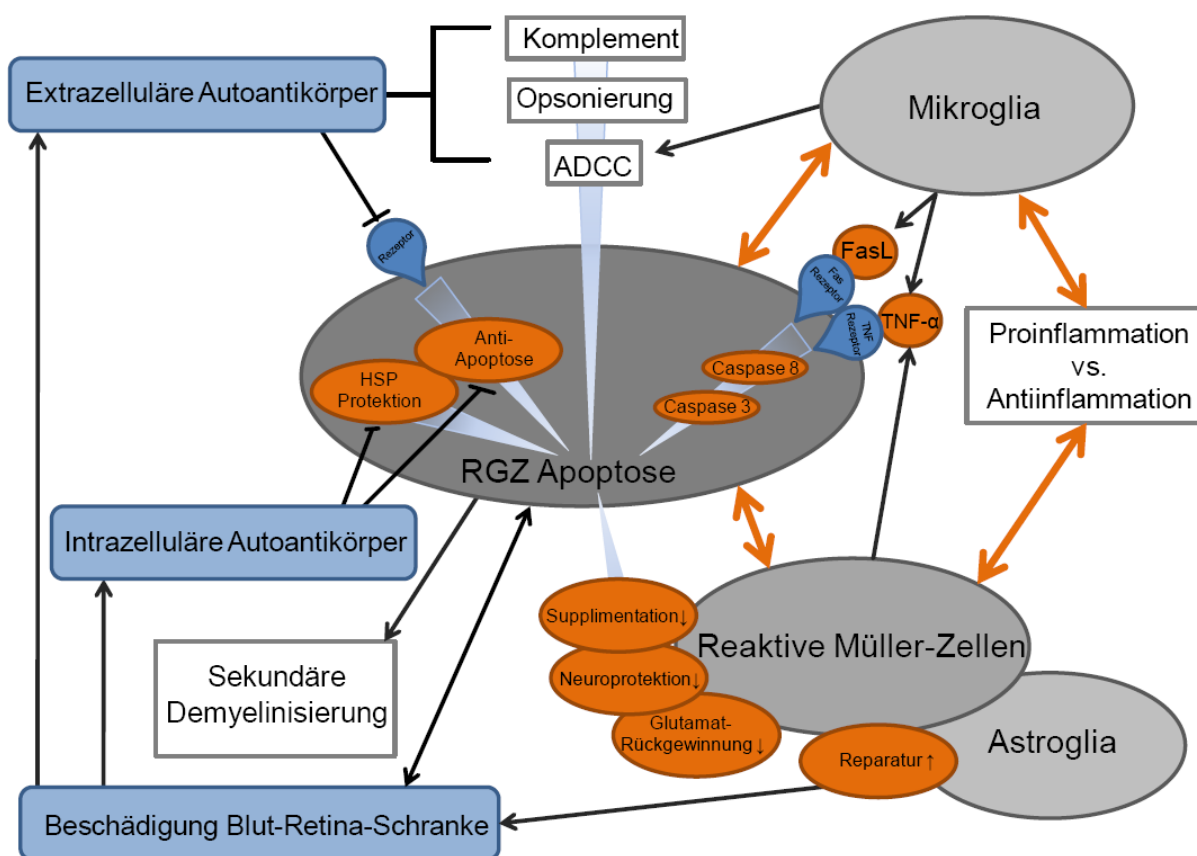 Komplement
Extrazelluläre Autoantikörper
Opsonierung
Mikroglia
ADCC
Rezeptor
FasL
Fas
Rezeptor
TNF-α
TNF
Rezeptor
Anti-
Apoptose
HSP
Protektion
Caspase 8
Caspase 3
Proinflammation
vs.
Antiinflammation
RGZ Apoptose
Intrazelluläre Autoantikörper
Supplimentation↓
Reaktive Müller-Zellen
Neuroprotektion↓
Sekundäre
Demyelinisierung
Glutamat-
Rückgewinnung↓
Astroglia
Reparatur↑
Beschädigung Blut-Retina-Schranke